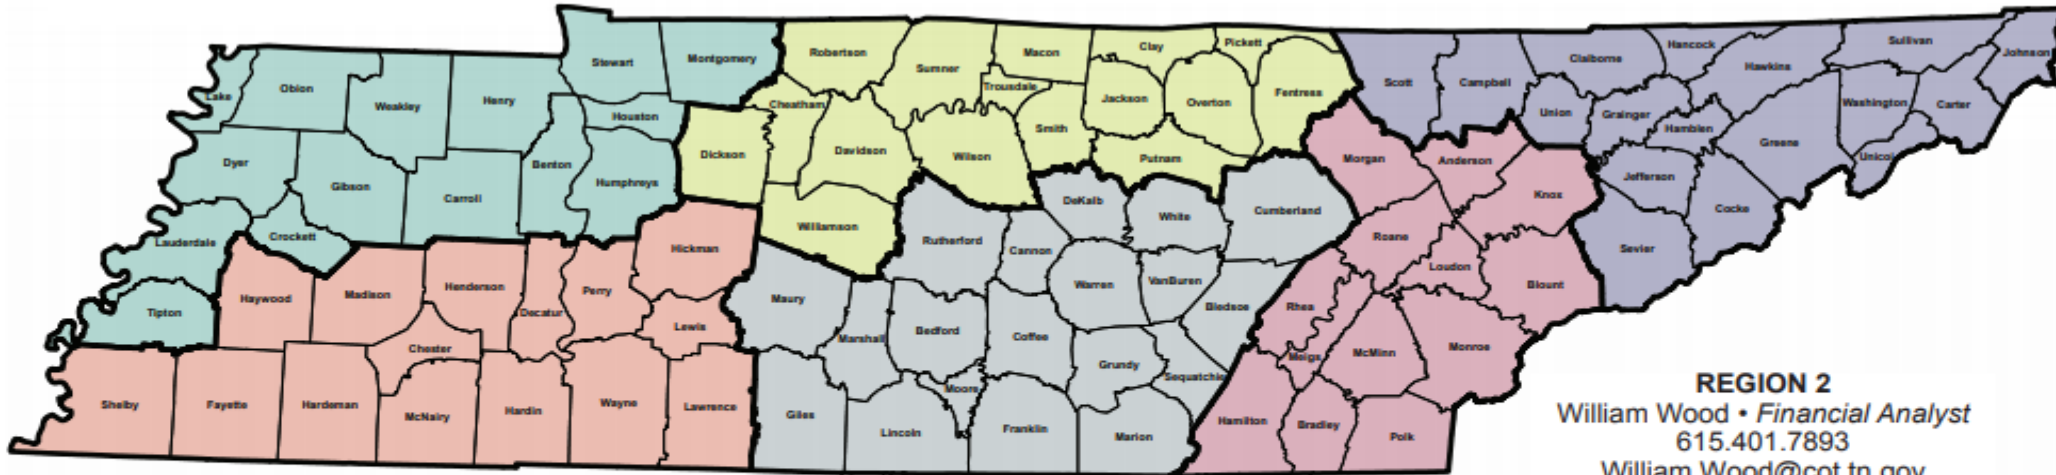 Lake
Obion
Weakley
Henry
Stewart
Montgomery
Houston
Dyer
Gibson
Carroll
Benton
Humphreys
Lauderdale
Crockett
Tipton
Robertson
Sumner
Macon
Clay
Pickett
Trousdale
Cheatham
Jackson
Overton
Fentress
Dickson
Davidson
Wilson
Smith
Putnam
Williamson
Scott
Campbell
Claiborne
Hancock
Hawkins
Sullivan
Johnson
Union
Grainger
Hamblen
Washington
Carter
Greene
Unicoi
Jefferson
Cocke
Sevier
Haywood
Madison
Henderson
Decatur
Perry
Hickman
Lewis
Chester
Shelby
Fayette
Hardeman
McNairy
Hardin
Wayne
Lawrence
DeKalb
White
Cumberland
Rutherford
Cannon
Warren
VanBuren
Bledsoe
Maury
Marshall
Bedford
Coffee
Grundy
Sequatchie
Moore
Giles
Lincoln
Franklin
Marion
Morgan
Anderson
Knox
Roane
Loudon
Blount
Rhea
Meigs
McMinn
Monroe
Hamilton
Bradley
Polk
REGION 2
William Wood • Financial Analyst
615.401.7893
William.Wood@cot.tn.gov